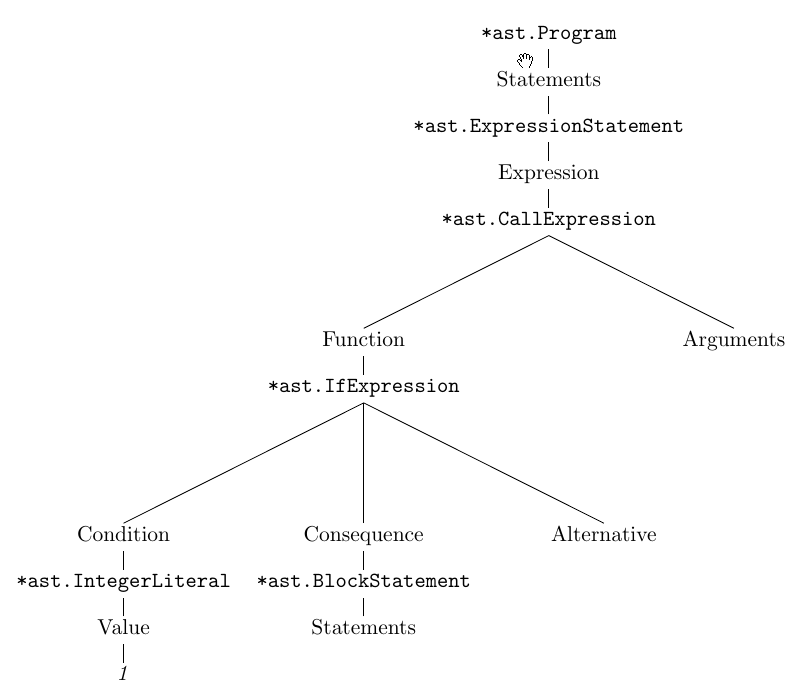 *ast.Program
Statements
*ast.ExpressionStatement
Expression
*ast.CallExpression
Function Arguments
*ast.IfExpression
Condition Consequence Alternative
*ast.IntegerLiteral *ast.BlockStatement
Value Statements
1